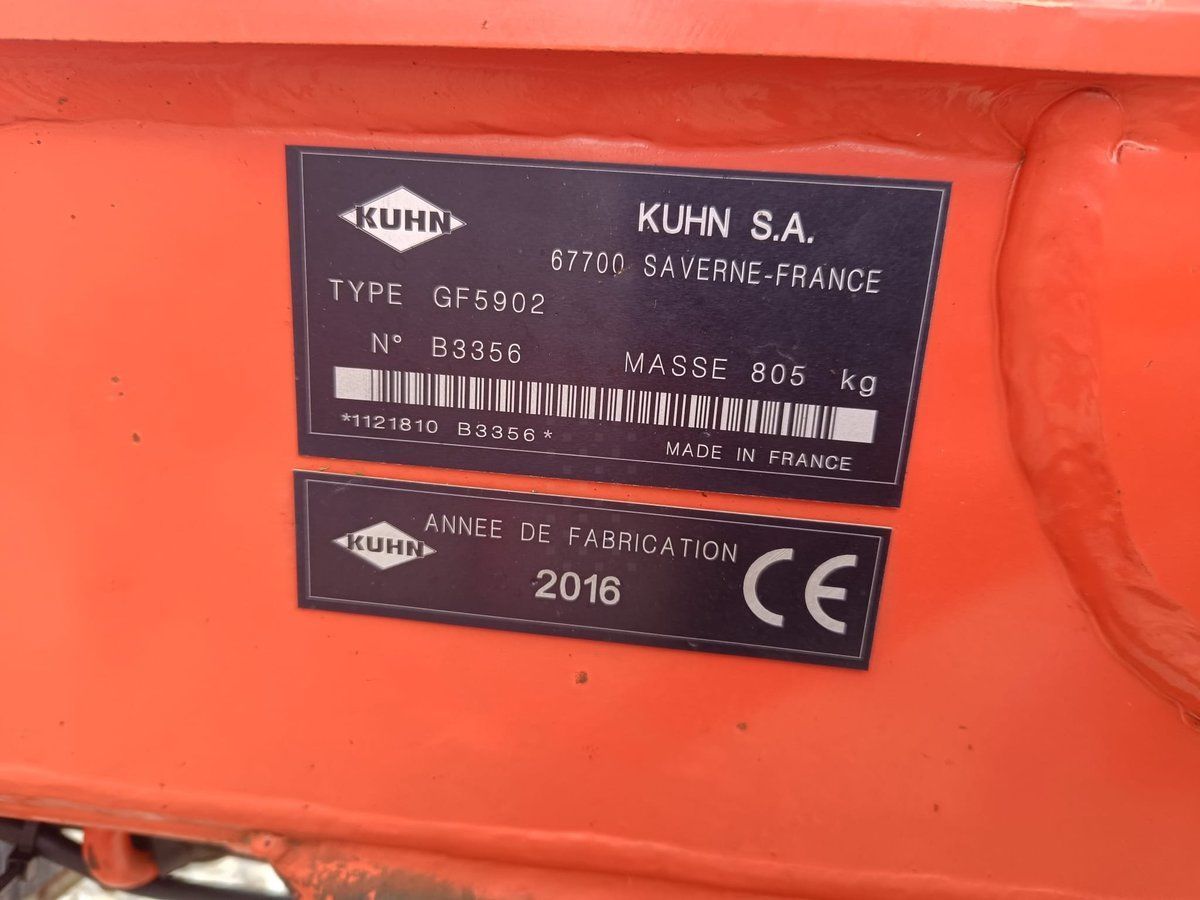 KUHN
KUHN S.A.
67700 SAVERNE-FRANCE
TYPE GF5902
N° B3356 MASSE 805 kg
*1121810 B3356*
MADE IN FRANCE
KUHN
ANNEE DE FABRICATION
2016
CE